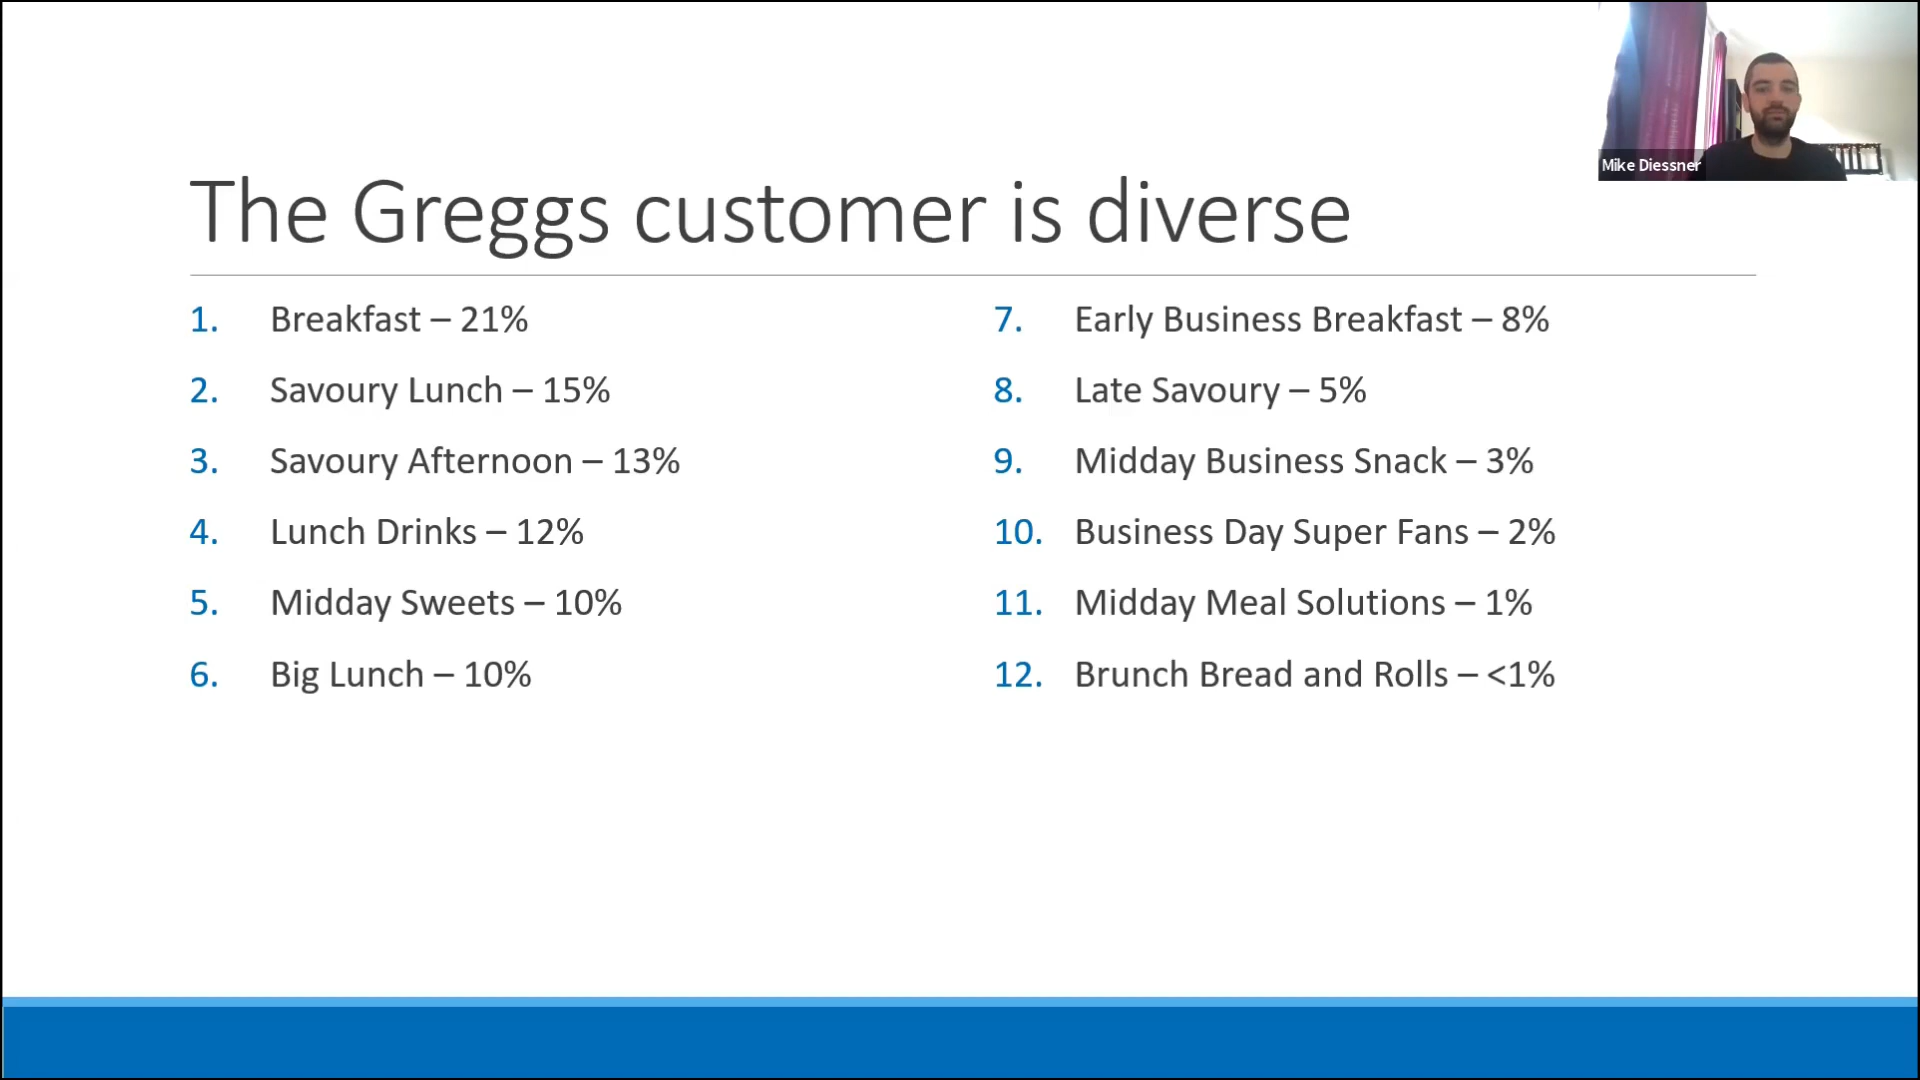 Mike Diessner
The Greggs customer is diverse
1. Breakfast – 21%
2. Savoury Lunch – 15%
3. Savoury Afternoon – 13%
4. Lunch Drinks – 12%
5. Midday Sweets – 10%
6. Big Lunch – 10%
7. Early Business Breakfast – 8%
8. Late Savoury – 5%
9. Midday Business Snack – 3%
10. Business Day Super Fans – 2%
11. Midday Meal Solutions – 1%
12. Brunch Bread and Rolls – <1%